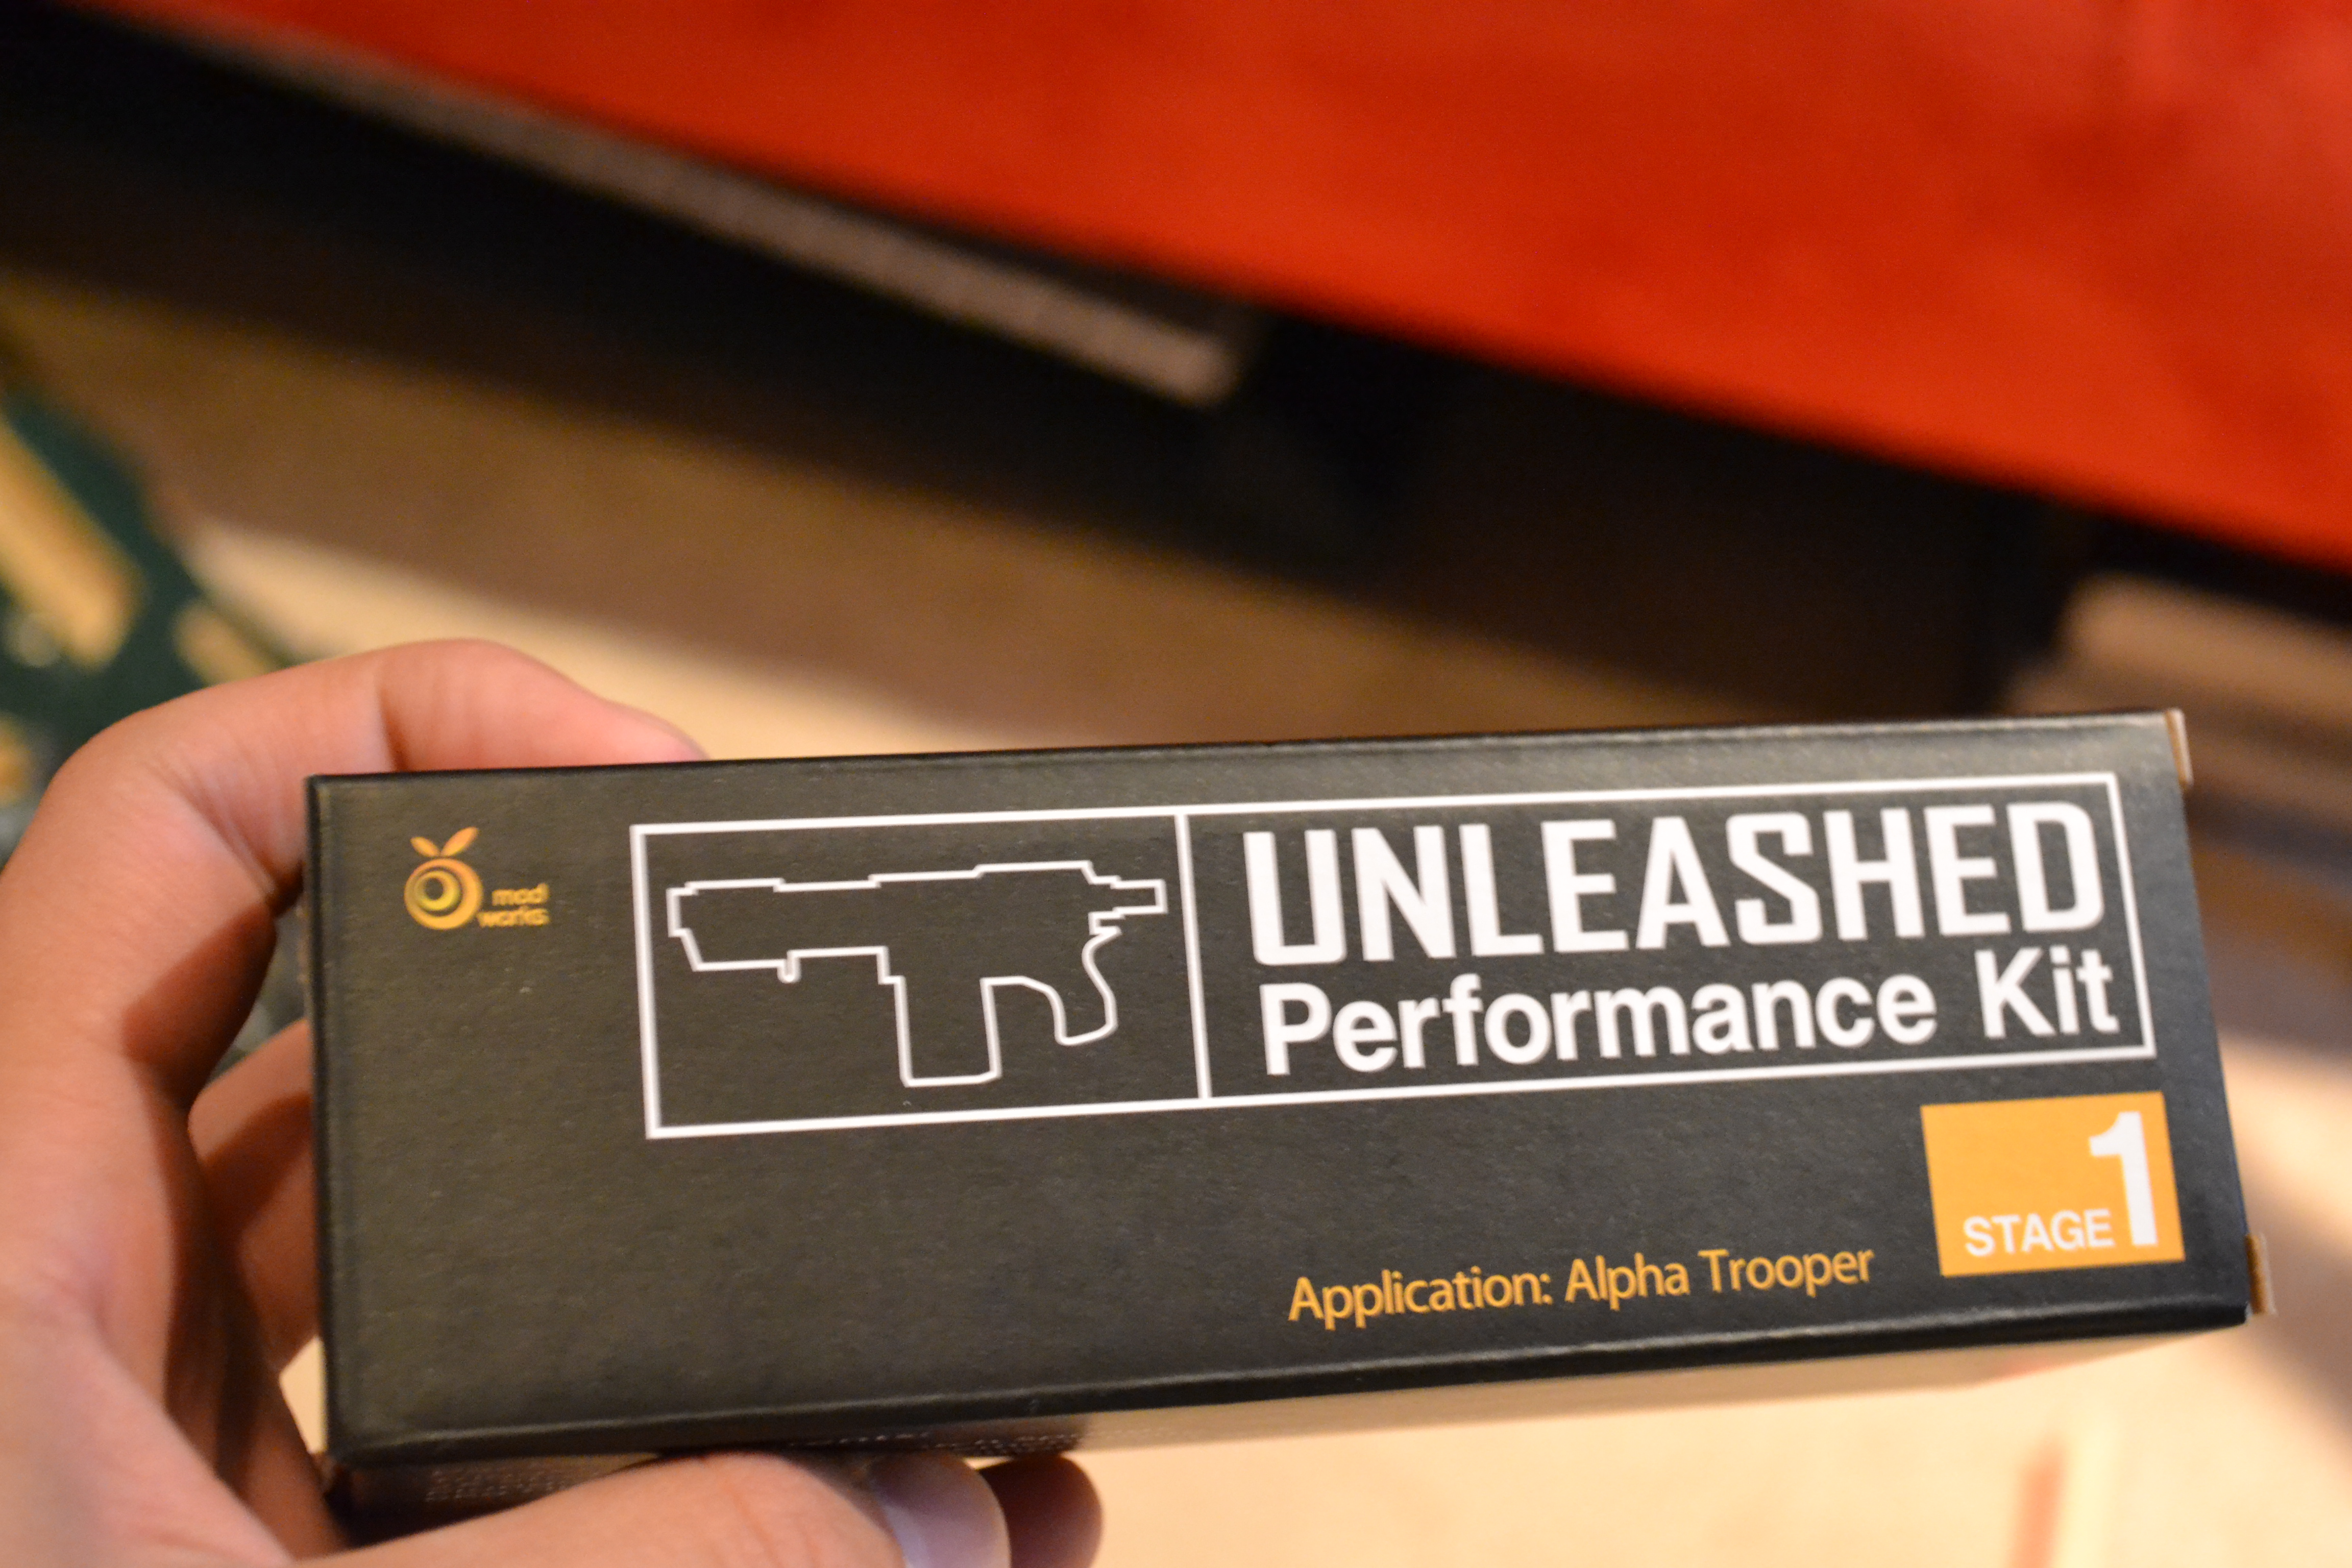 mod
works
UNLEASHED
Performance Kit
STAGE 1
Application: Alpha Trooper